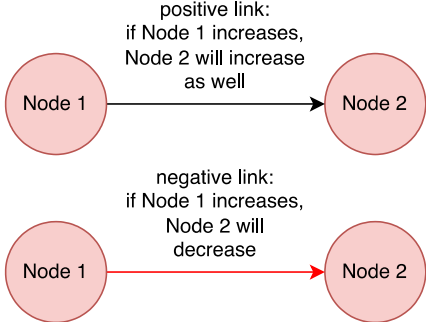 positive link:
if Node 1 increases,
Node 2 will increase
as well
Node 1
Node 2
negative link:
if Node 1 increases,
Node 2 will
decrease
Node 1
Node 2